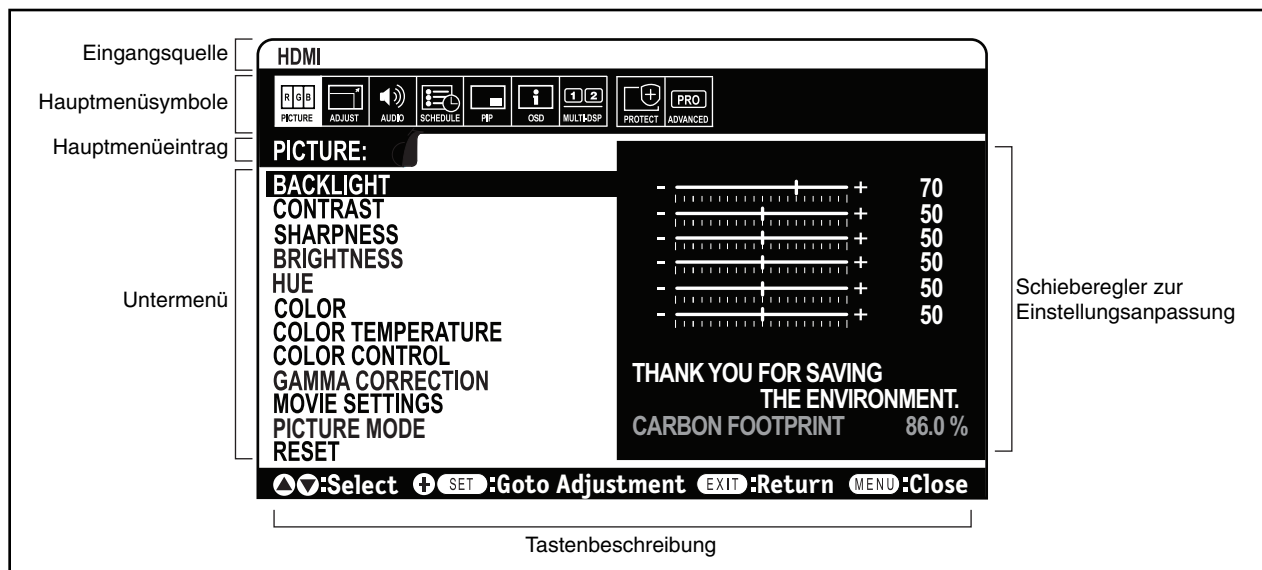 Eingangsquelle
HDMI
Hauptmenüsymbole
R G B
PICTURE
ADJUST
AUDIO
SCHEDULE
PIP
i
OSD
1 2
MULTI-DSP
PROTECT
PRO
ADVANCED
Hauptmenüeintrag
PICTURE:
Untermenü
BACKLIGHT - + 70
CONTRAST - + 50
SHARPNESS - + 50
BRIGHTNESS - + 50
HUE - + 50
COLOR - + 50
COLOR TEMPERATURE
COLOR CONTROL
GAMMA CORRECTION
MOVIE SETTINGS
PICTURE MODE
RESET
THANK YOU FOR SAVING
THE ENVIRONMENT.
CARBON FOOTPRINT 86.0 %
Schieberegler zur
Einstellungsanpassung
:Select + SET :Goto Adjustment EXIT :Return MENU :Close
Tastenbeschreibung